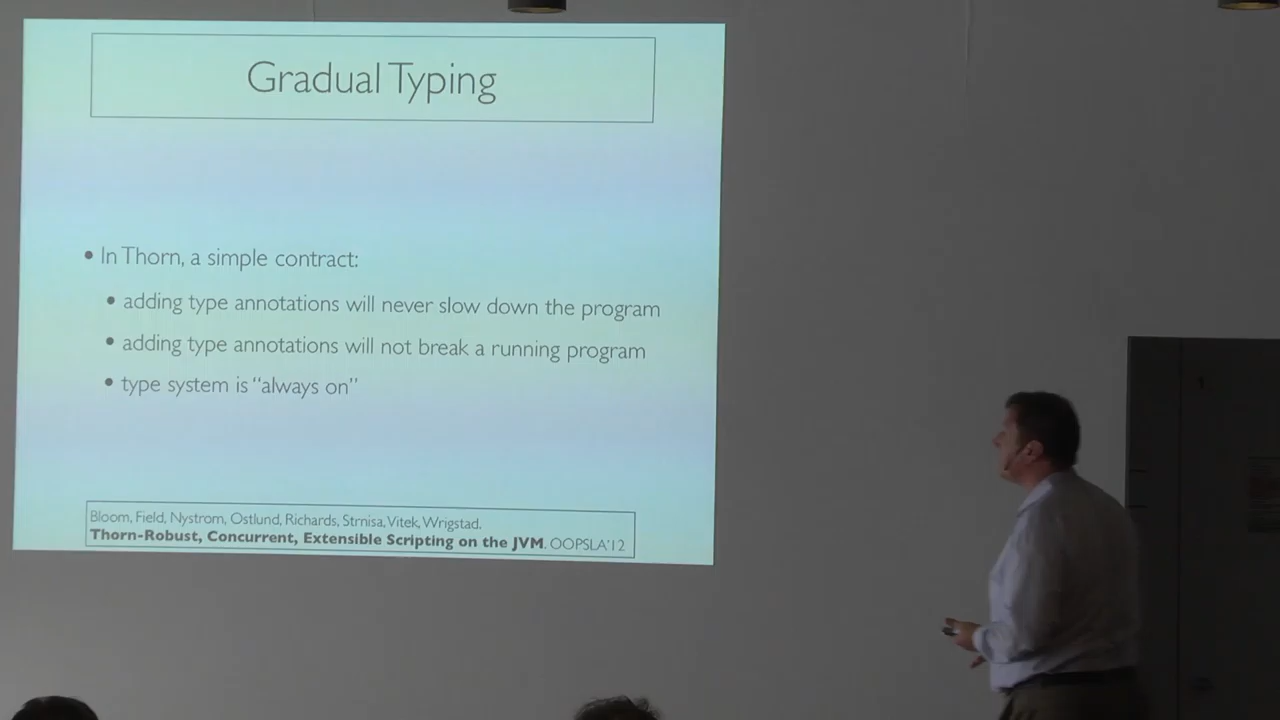 Gradual Typing
• In Thorn, a simple contract:
• adding type annotations will never slow down the program
• adding type annotations will not break a running program
• type system is “always on”
Bloom, Field, Nystrom, Ostlund, Richards, Strnisa, Vitek, Wrigstad.
Thorn-Robust, Concurrent, Extensible Scripting on the JVM. OOPSLA'12